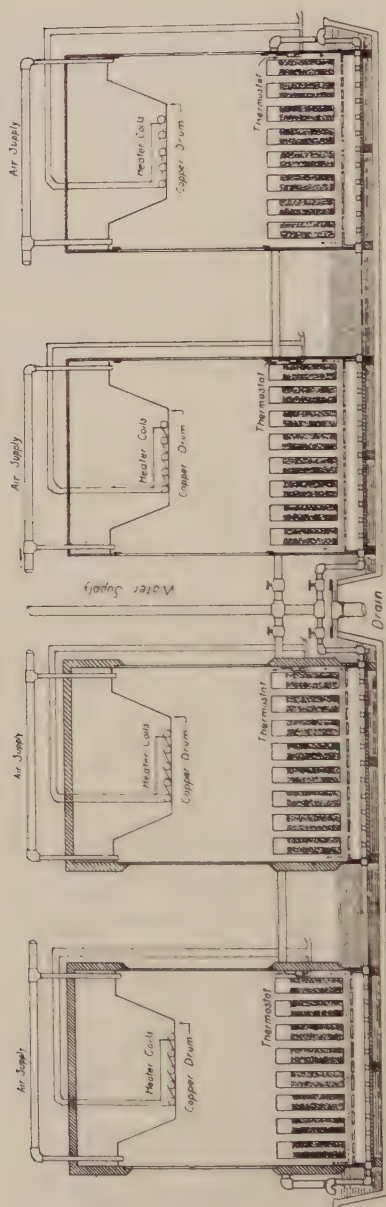 Air Supply
Heater Coils
Copper Drum
Thermostat
Air Supply
Heater Coils
Copper Drum
Thermostat
Water Supply
Drain
Air Supply
Heater Coils
Copper Drum
Thermostat
Air Supply
Heater Coils
Copper Drum
Thermostat